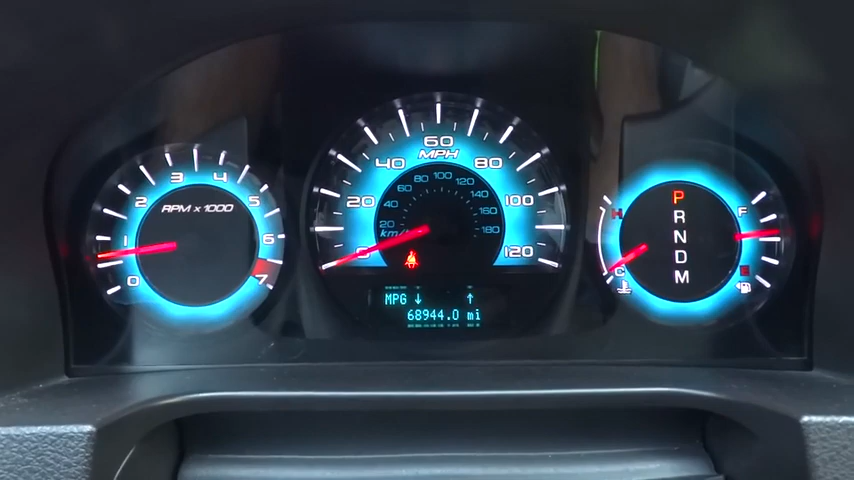 0 1 2 3 4 5 6 7
RPM x 1000
0 20 40 60 80 100 120
MPH
20 40 60 80 100 120 140 160 180
km/h
MPG ↓ ↑
68944.0 mi
H
C
P
R
N
D
M
F
E